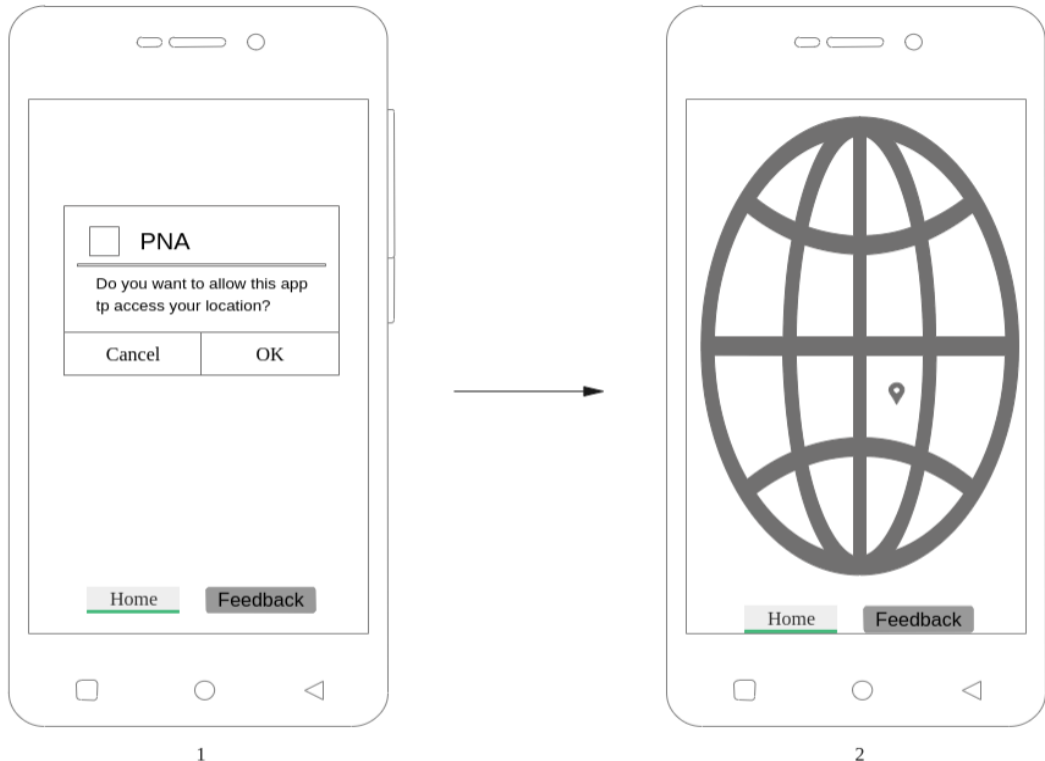 PNA
Do you want to allow this app
tp access your location?
Cancel
OK
Home
Feedback
1
Home
Feedback
2